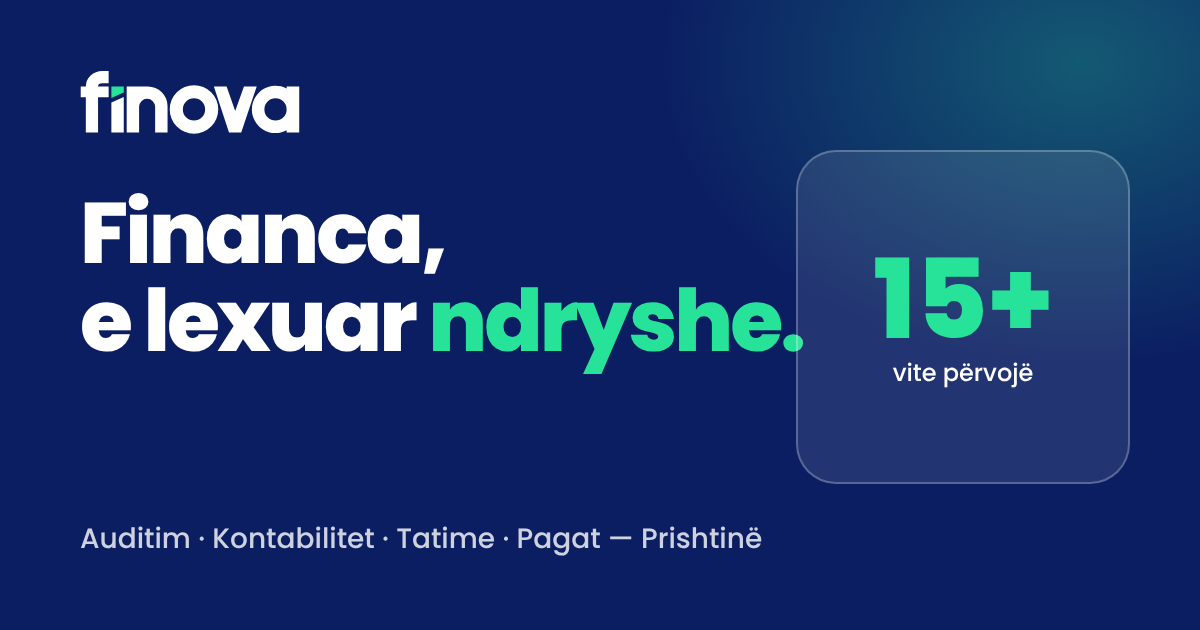 finova
Financa,
e lexuar ndryshe.
15+
vite përvojë
Auditim · Kontabilitet · Tatime · Pagat — Prishtinë